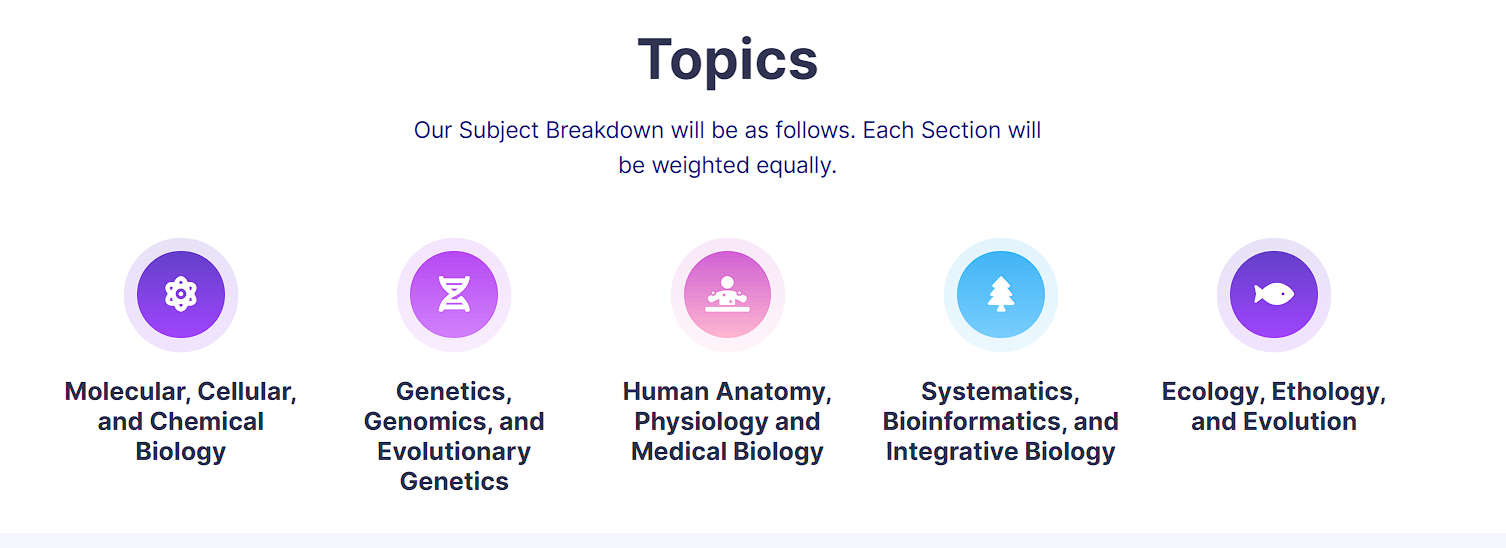 Topics
Our Subject Breakdown will be as follows. Each Section will
be weighted equally.
Molecular, Cellular,
and Chemical
Biology
Genetics,
Genomics, and
Evolutionary
Genetics
Human Anatomy,
Physiology and
Medical Biology
Systematics,
Bioinformatics, and
Integrative Biology
Ecology, Ethology,
and Evolution